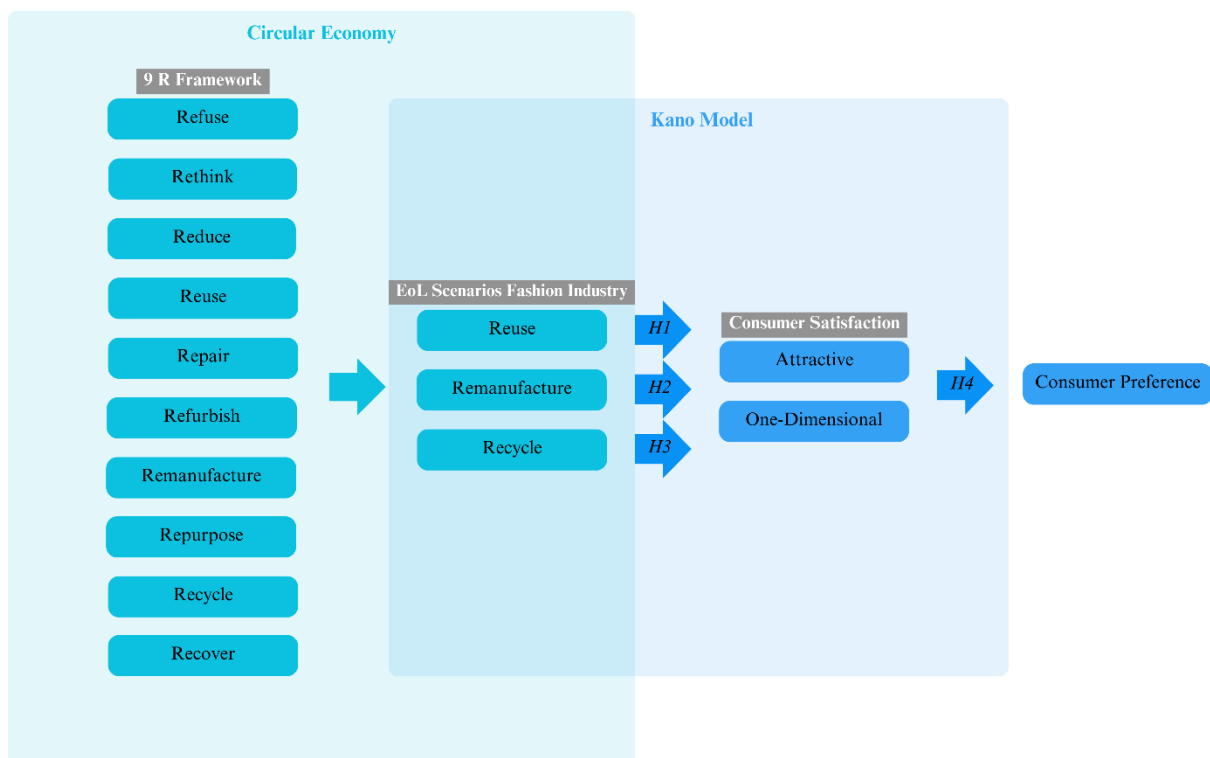 Circular Economy
9 R Framework
Refuse
Rethink
Reduce
Reuse
Repair
Refurbish
Remanufacture
Repurpose
Recycle
Recover
Kano Model
EoL Scenarios Fashion Industry
Reuse
Remanufacture
Recycle
H1
H2
H3
Consumer Satisfaction
Attractive
One-Dimensional
H4
Consumer Preference